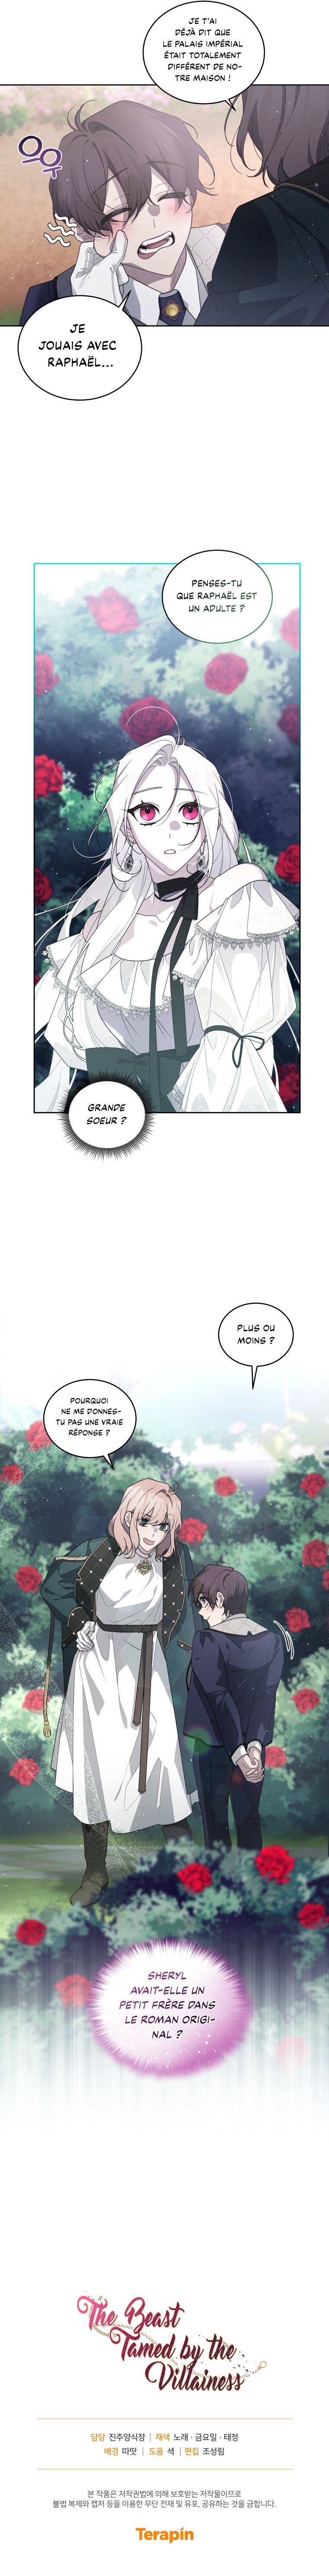 JE T'AI
DÉJÀ DIT QUE
LE PALAIS IMPÉRIAL
ÉTAIT TOTALEMENT
DIFFÉRENT DE NO-
TRE MAISON !
JE
JOUAIS AVEC
RAPHAËL...
PENSES-TU
QUE RAPHAËL EST
UN ADULTE ?
GRANDE
SOEUR ?
PLUS OU
MOINS ?
POURQUOI
NE ME DONNES-
TU PAS UNE VRAIE
RÉPONSE ?
SHERYL
AVAIT-ELLE UN
PETIT FRÈRE DANS
LE ROMAN ORIGI-
NAL ?
The Beast
Tamed by the
Villainess
담당 진주양식장 | 채색 노래 · 금요일 · 태정
배경 따땃 | 도움 석 | 편집 조성림
본 작품은 저작권법에 의해 보호받는 저작물이므로
불법 복제와 캡처 등을 이용한 무단 전재 및 유포, 공유하는 것을 금합니다.
Terapin